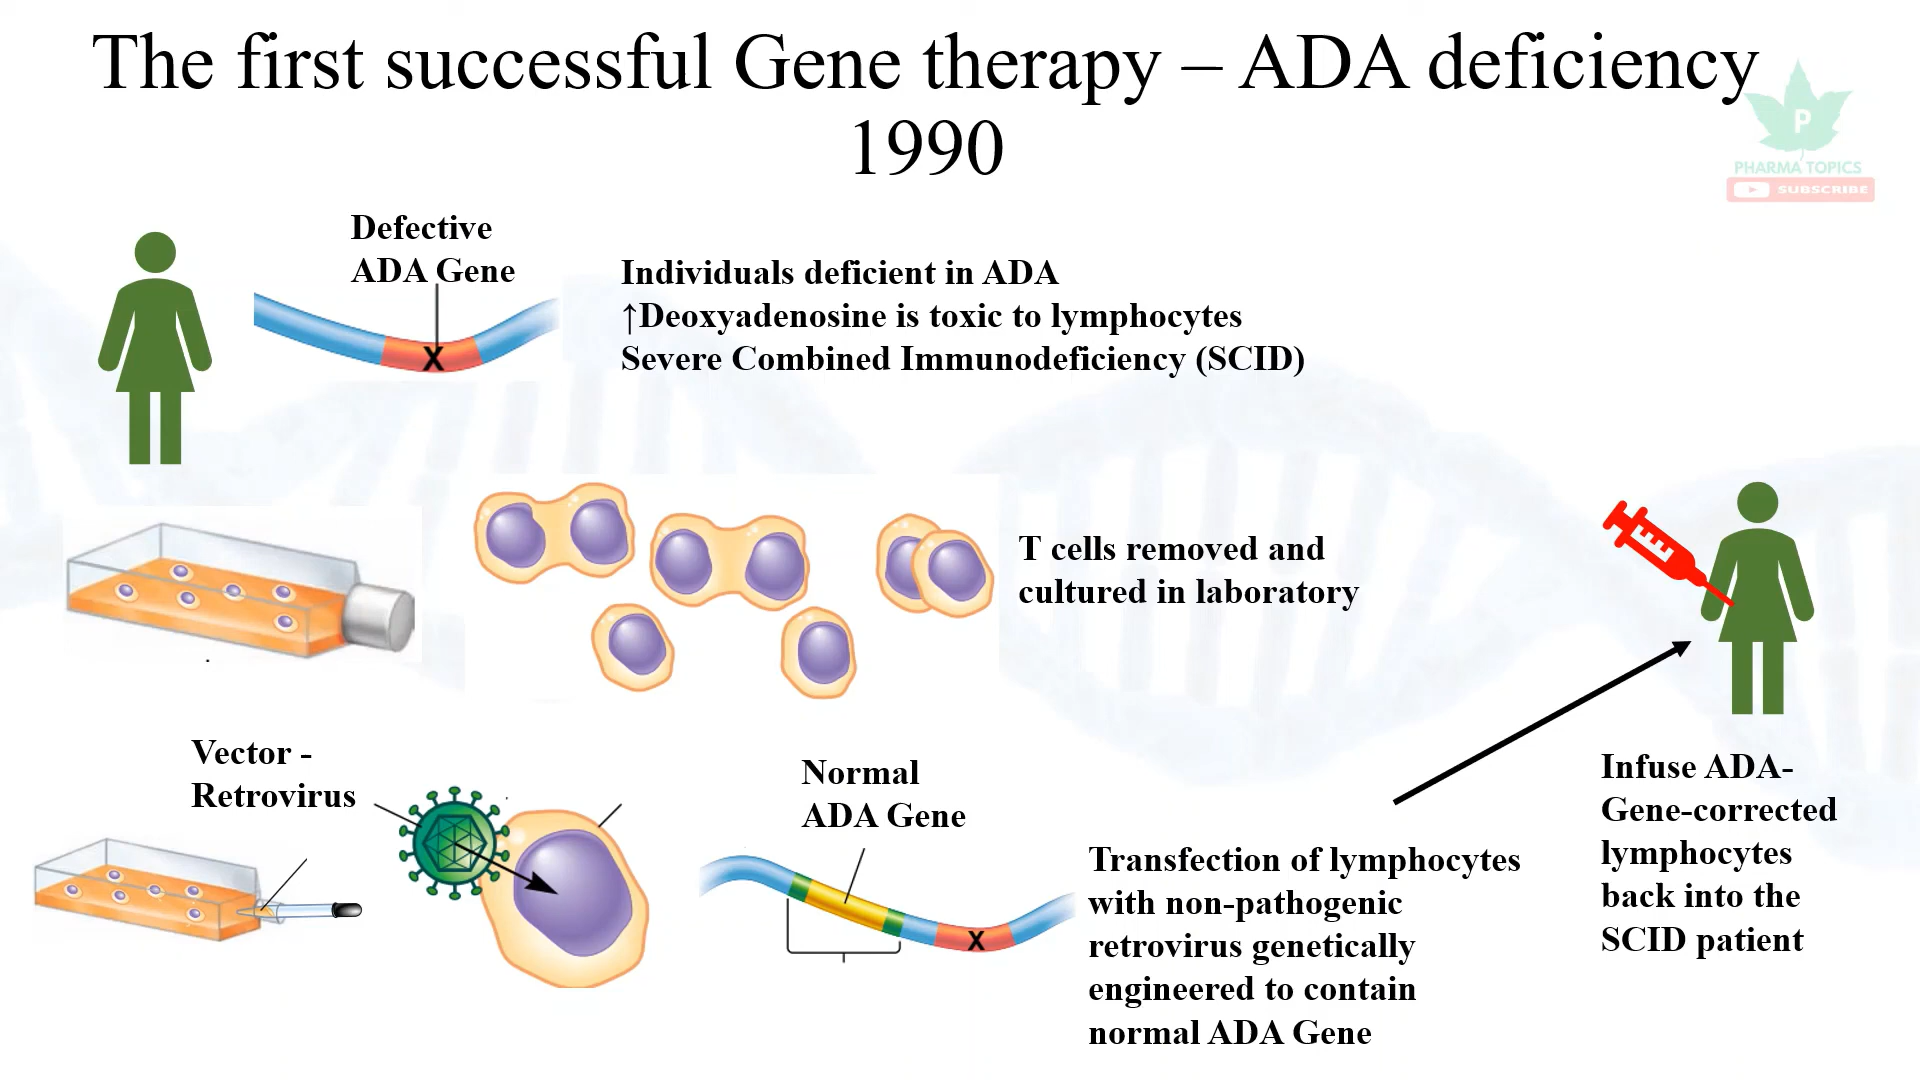 The first successful Gene therapy – ADA deficiency
1990
P
PHARMA TOPICS
SUBSCRIBE
Defective
ADA Gene
X
Individuals deficient in ADA
↑Deoxyadenosine is toxic to lymphocytes
Severe Combined Immunodeficiency (SCID)
T cells removed and
cultured in laboratory
Vector -
Retrovirus
Normal
ADA Gene
X
Transfection of lymphocytes
with non-pathogenic
retrovirus genetically
engineered to contain
normal ADA Gene
Infuse ADA-
Gene-corrected
lymphocytes
back into the
SCID patient